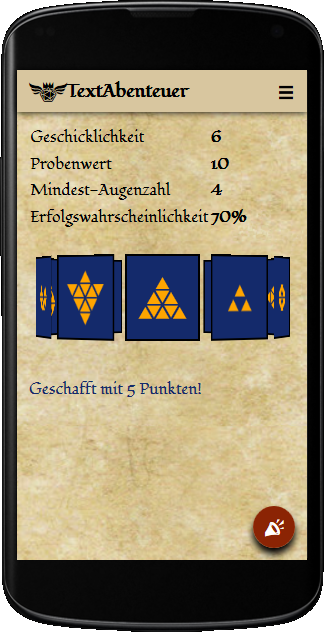 TextAbenteuer
Geschicklichkeit 6
Probenwert 10
Mindest-Augenzahl 4
Erfolgswahrscheinlichkeit 70%
Geschafft mit 5 Punkten!